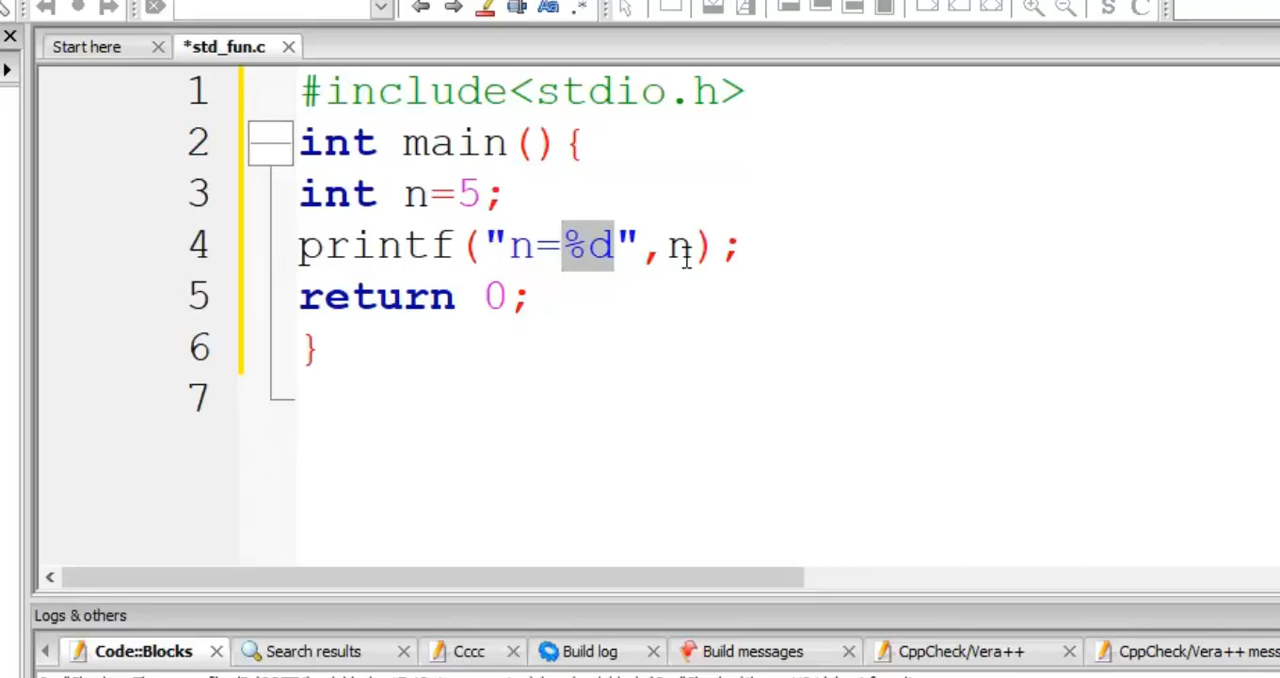 Start here
*std_fun.c
1 #include<stdio.h>
2 int main(){
3 int n=5;
4 printf("n=%d",n);
5 return 0;
6 }
7
Logs & others
Code::Blocks Search results Cccc Build log Build messages CppCheck/Vera++ CppCheck/Vera++ mess